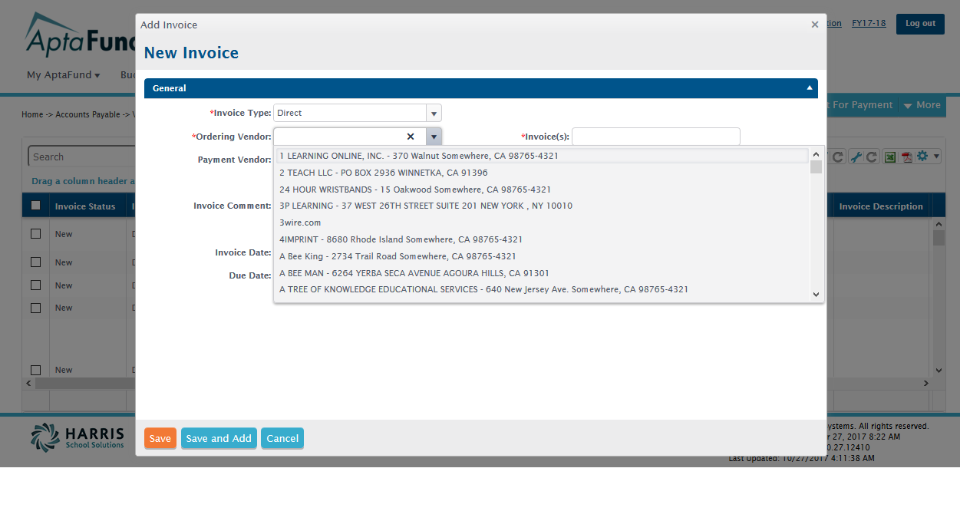 Add Invoice
FY17-18
Log out
AptaFun
New Invoice
My AptaFund
General
For Payment
More
*Invoice Type: Direct
Home -> Accounts Payable ->
*Ordering Vendor:
*Invoice(s):
Search
Payment Vendor:
1 LEARNING ONLINE, INC. - 370 Walnut Somewhere, CA 98765-4321
2 TEACH LLC - PO BOX 2936 WINNETKA, CA 91396
Drag a column header a
24 HOUR WRISTBANDS - 15 Oakwood Somewhere, CA 98765-4321
Invoice Status
Invoice Comment:
3P LEARNING - 37 WEST 26TH STREET SUITE 201 NEW YORK , NY 10010
Invoice Description
3wire.com
New
4IMPRINT - 8680 Rhode Island Somewhere, CA 98765-4321
Invoice Date:
A Bee King - 2734 Trail Road Somewhere, CA 98765-4321
New
Due Date:
A BEE MAN - 6264 YERBA SECA AVENUE AGOURA HILLS, CA 91301
New
A TREE OF KNOWLEDGE EDUCATIONAL SERVICES - 640 New Jersey Ave. Somewhere, CA 98765-4321
New
New
HARRIS
School Solutions
Save
Save and Add
Cancel
ystems. All rights reserved.
27, 2017 8:22 AM
0.27.12410
Last Updated: 10/27/2017 4:11:38 AM